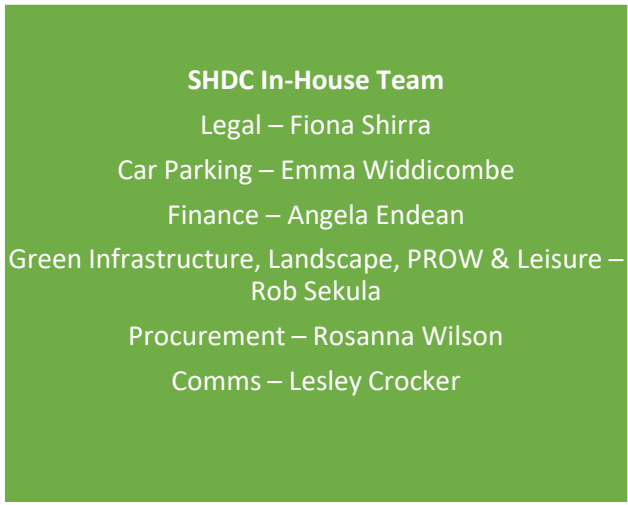 SHDC In-House Team
Legal – Fiona Shirra
Car Parking – Emma Widdicombe
Finance – Angela Endean
Green Infrastructure, Landscape, PROW & Leisure –
Rob Sekula
Procurement – Rosanna Wilson
Comms – Lesley Crocker